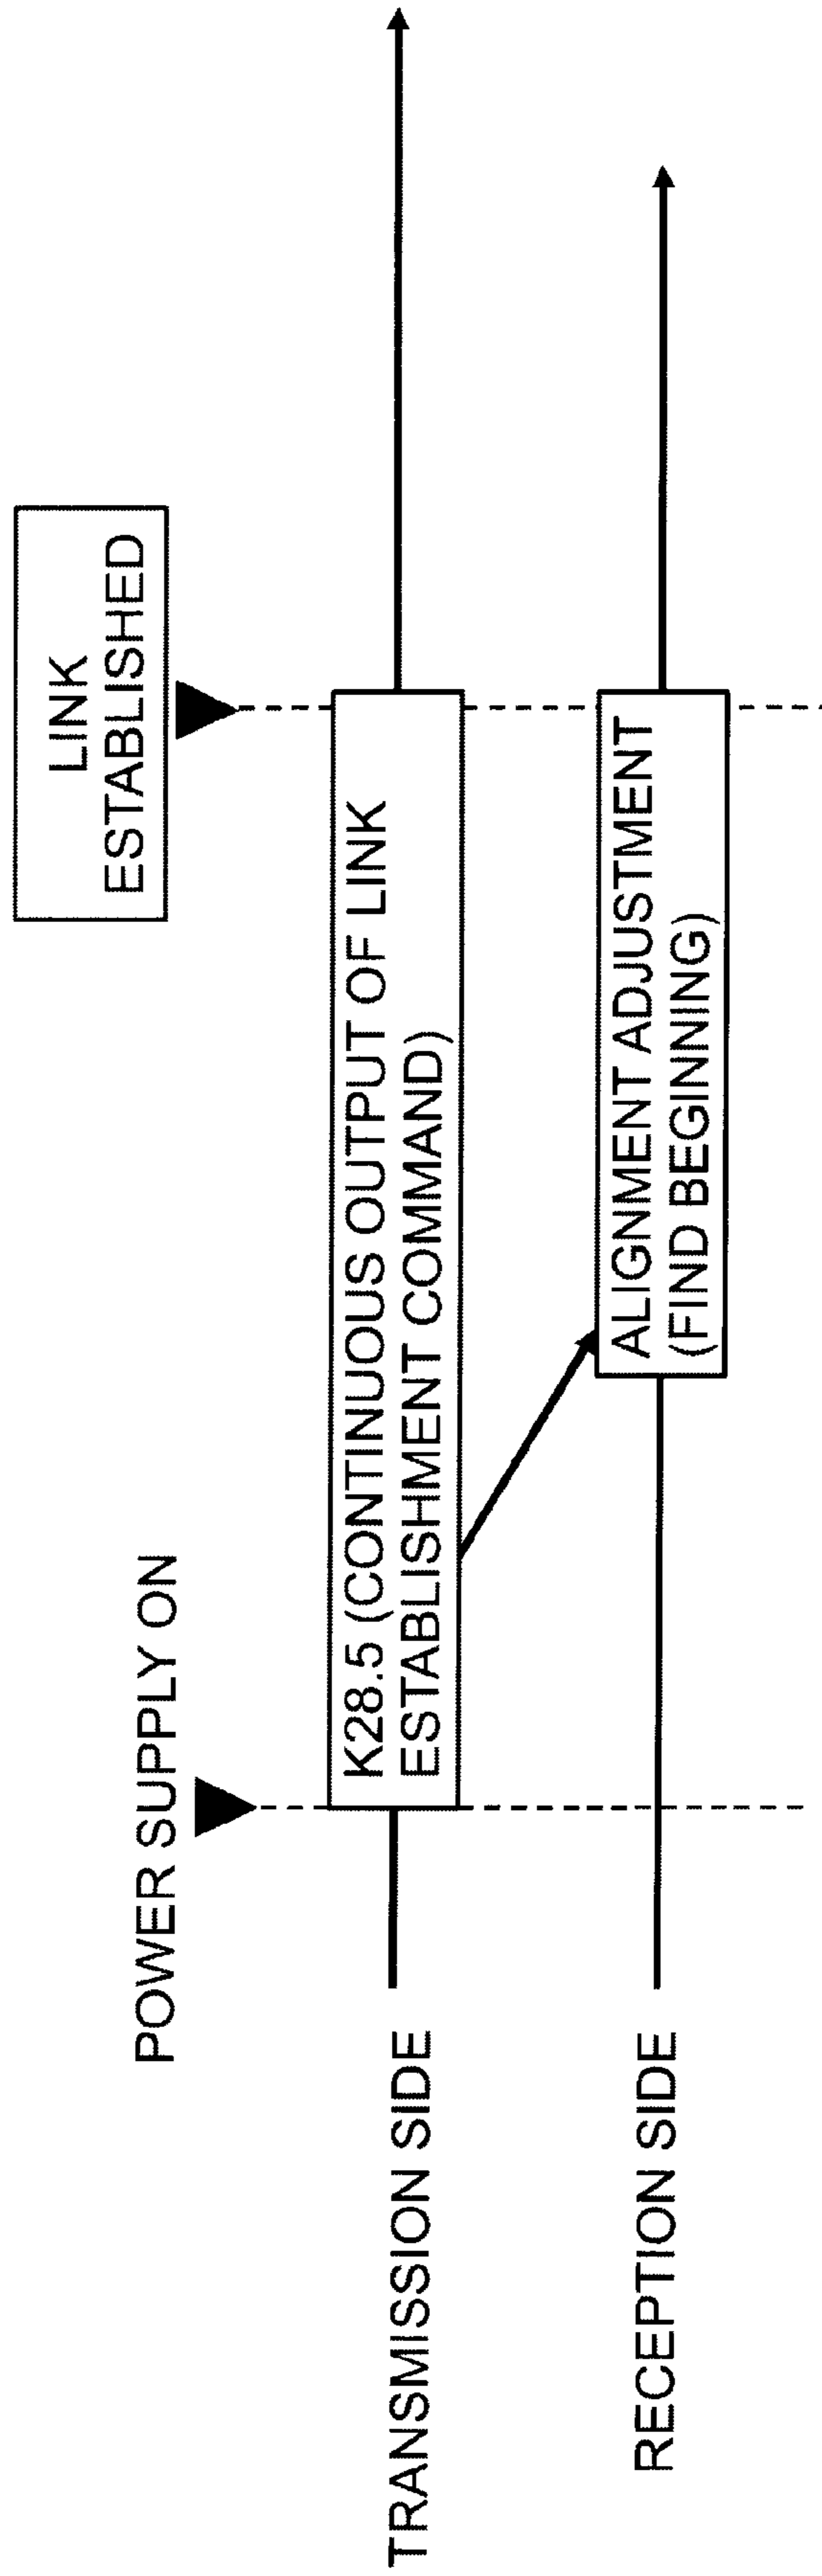 POWER SUPPLY ON
LINK
ESTABLISHED
TRANSMISSION SIDE
K28.5 (CONTINUOUS OUTPUT OF LINK
ESTABLISHMENT COMMAND)
RECEPTION SIDE
ALIGNMENT ADJUSTMENT
(FIND BEGINNING)